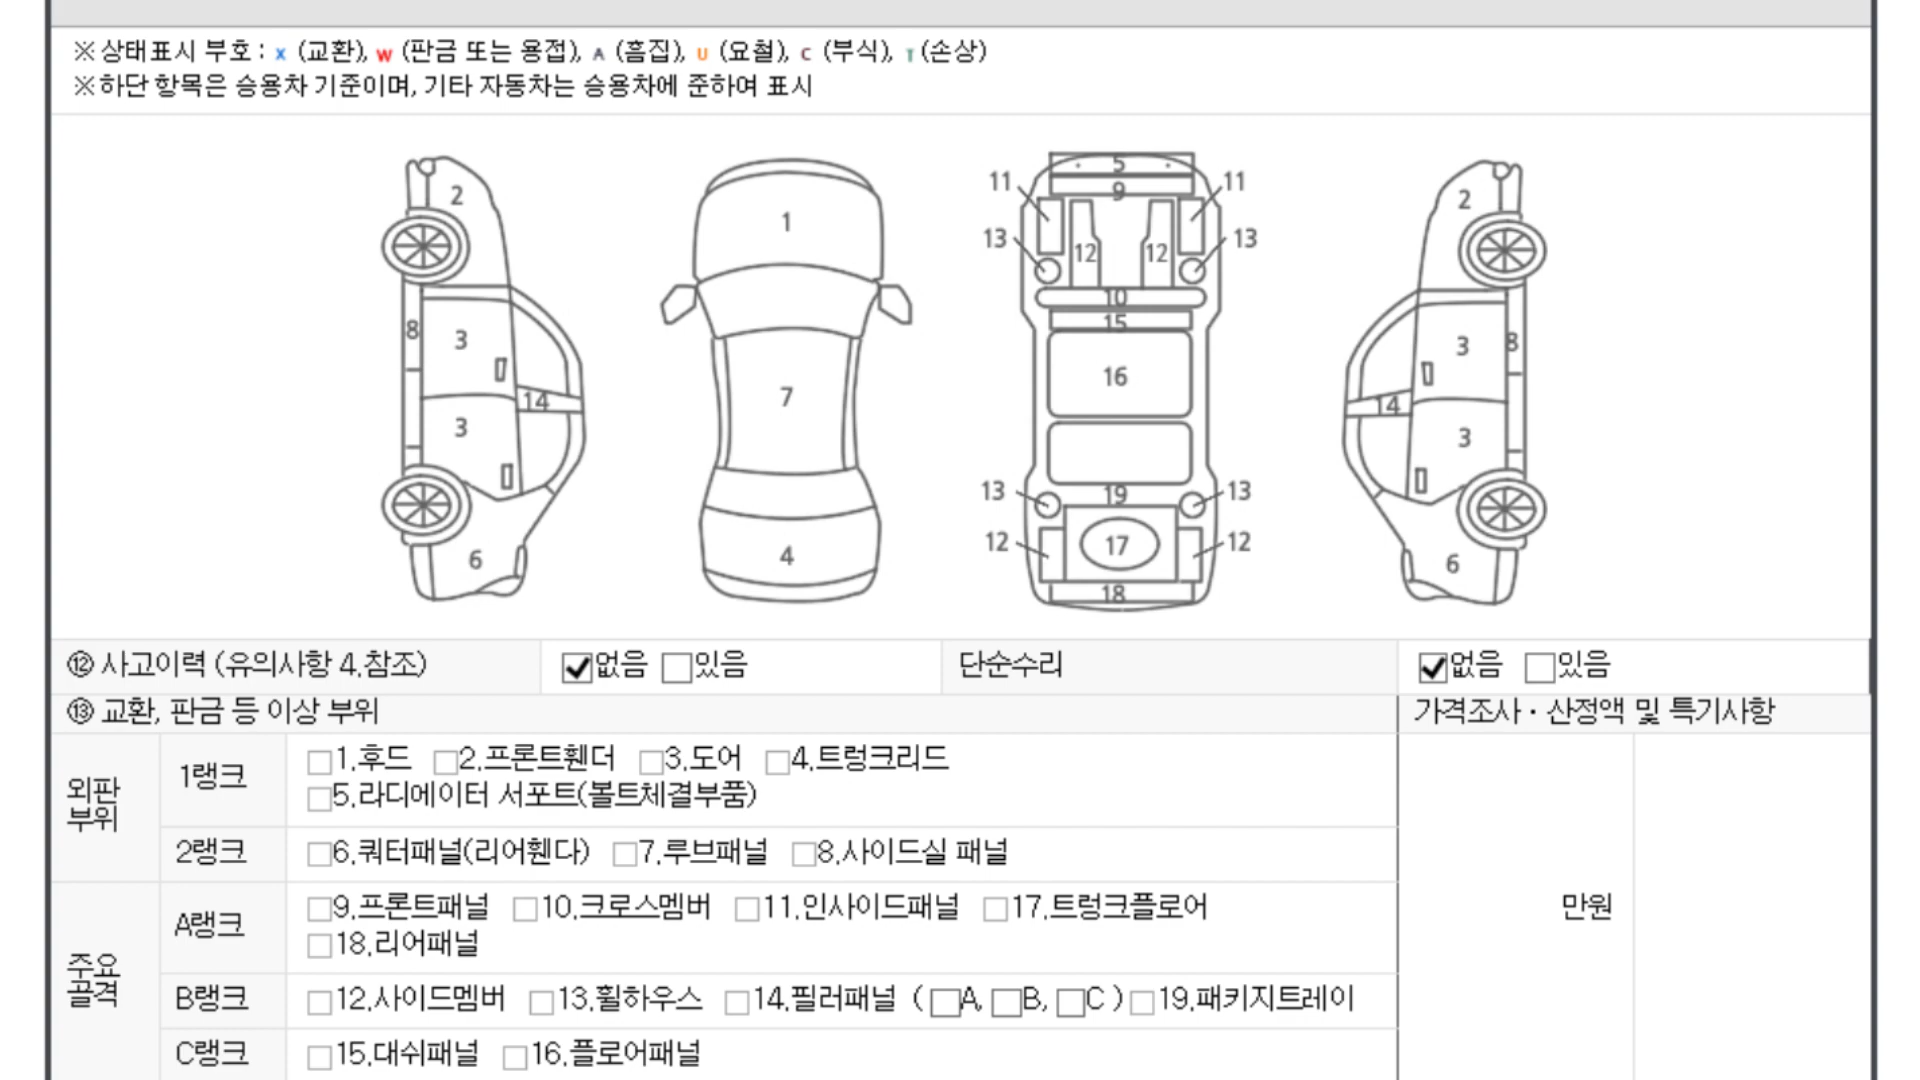 ※ 상태표시 부호 : X (교환), W (판금 또는 용접), A (흠집), U (요철), C (부식), T (손상)
※ 하단 항목은 승용차 기준이며, 기타 자동차는 승용차에 준하여 표시
2 3 3 6 8 14
1 7 4
5 9 11 11 13 13 12 12 10 15 16 13 13 19 12 12 17 18
2 3 3 6 8 14
⑫ 사고이력 (유의사항 4.참조) 없음 있음 단순수리 없음 있음
⑬ 교환, 판금 등 이상 부위 가격조사·산정액 및 특기사항
외판 부위
1랭크 1.후드 2.프론트휀더 3.도어 4.트렁크리드
5.라디에이터 서포트(볼트체결부품)
2랭크 6.쿼터패널(리어휀다) 7.루브패널 8.사이드실 패널
주요 골격
A랭크 9.프론트패널 10.크로스멤버 11.인사이드패널 17.트렁크플로어
18.리어패널
만원
B랭크 12.사이드멤버 13.휠하우스 14.필러패널 ( A, B, C ) 19.패키지트레이
C랭크 15.대쉬패널 16.플로어패널